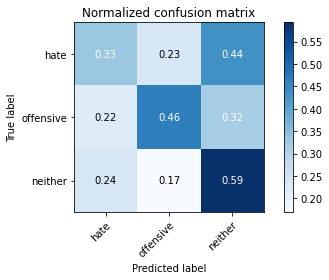 Normalized confusion matrix
hate
0.33 0.23 0.44
offensive
0.22 0.46 0.32
neither
0.24 0.17 0.59
True label
hate
offensive
neither
Predicted label
0.55
0.50
0.45
0.40
0.35
0.30
0.25
0.20